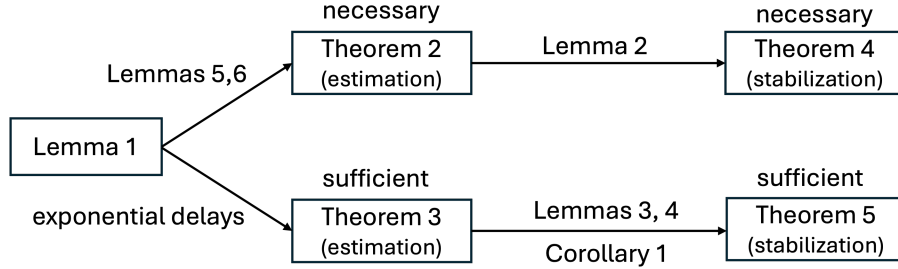 necessary
Theorem 2
(estimation)
Lemma 2
necessary
Theorem 4
(stabilization)
Lemmas 5,6
Lemma 1
exponential delays
sufficient
Theorem 3
(estimation)
Lemmas 3, 4
Corollary 1
sufficient
Theorem 5
(stabilization)